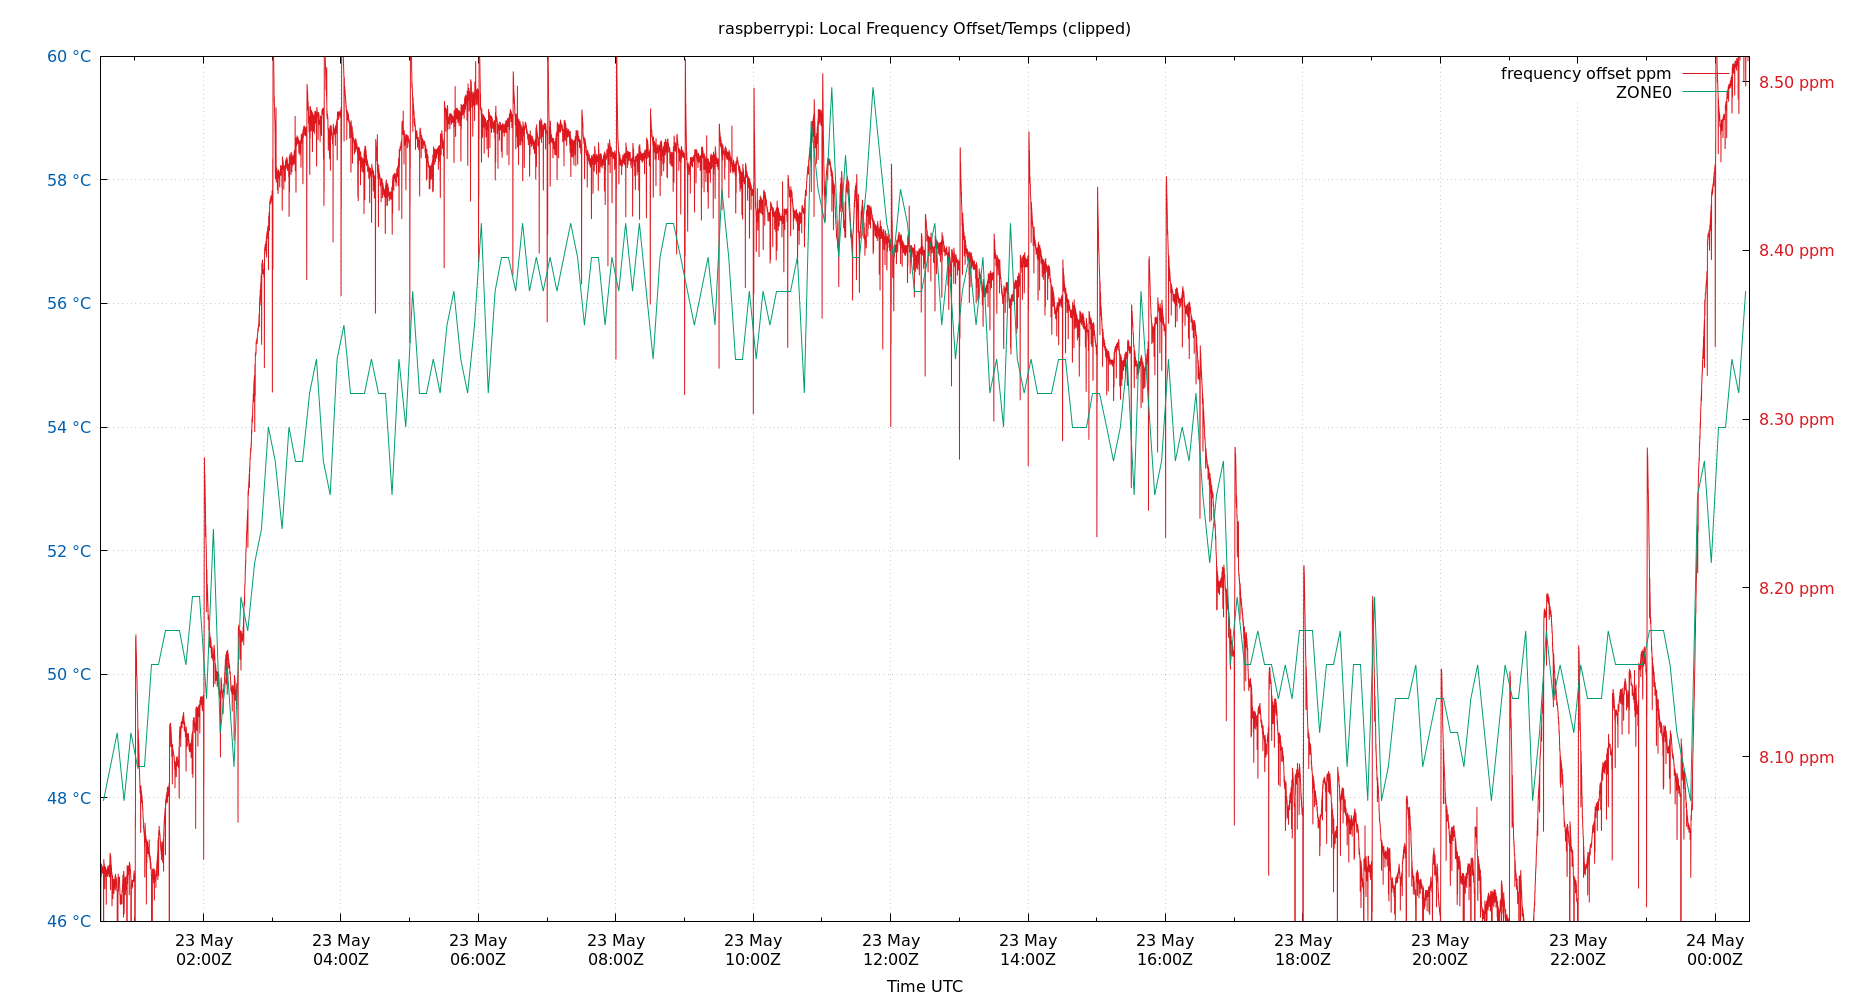 raspberrypi: Local Frequency Offset/Temps (clipped)
60 °C
58 °C
56 °C
54 °C
52 °C
50 °C
48 °C
46 °C
frequency offset ppm
ZONE0
8.50 ppm
8.40 ppm
8.30 ppm
8.20 ppm
8.10 ppm
23 May
02:00Z
23 May
04:00Z
23 May
06:00Z
23 May
08:00Z
23 May
10:00Z
23 May
12:00Z
23 May
14:00Z
23 May
16:00Z
23 May
18:00Z
23 May
20:00Z
23 May
22:00Z
24 May
00:00Z
Time UTC